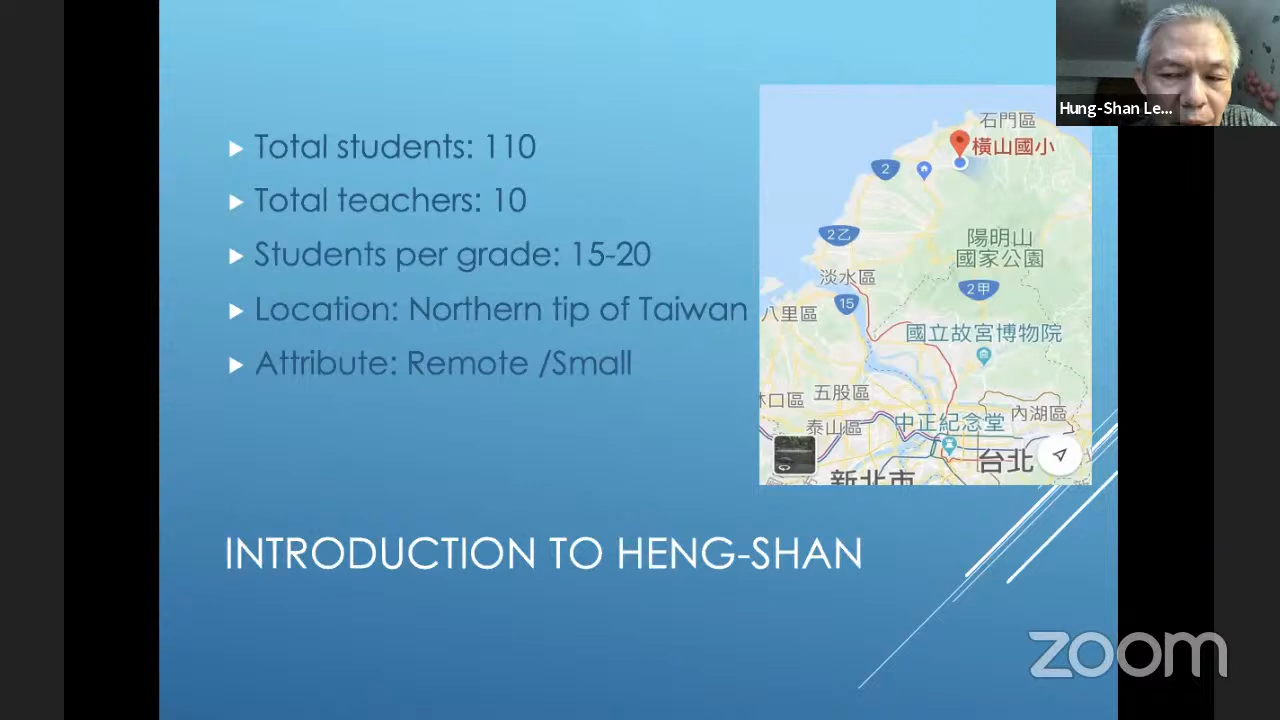 Total students: 110
Total teachers: 10
Students per grade: 15-20
Location: Northern tip of Taiwan
Attribute: Remote /Small
INTRODUCTION TO HENG-SHAN
石門區
橫山國小
2
2乙
陽明山
國家公園
淡水區
2甲
15
八里區
國立故宮博物院
五股區
林口區
內湖區
中正紀念堂
泰山區
台北
新北市
Hung-Shan Le...
zoom